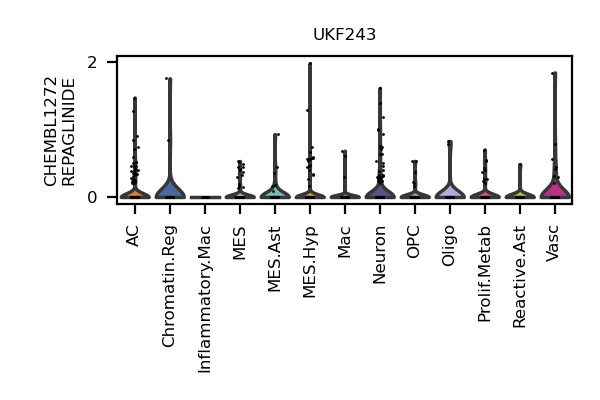 UKF243
CHEMBL1272
REPAGLINIDE
2
0
AC
Chromatin.Reg
Inflammatory.Mac
MES
MES.Ast
MES.Hyp
Mac
Neuron
OPC
Oligo
Prolif.Metab
Reactive.Ast
Vasc